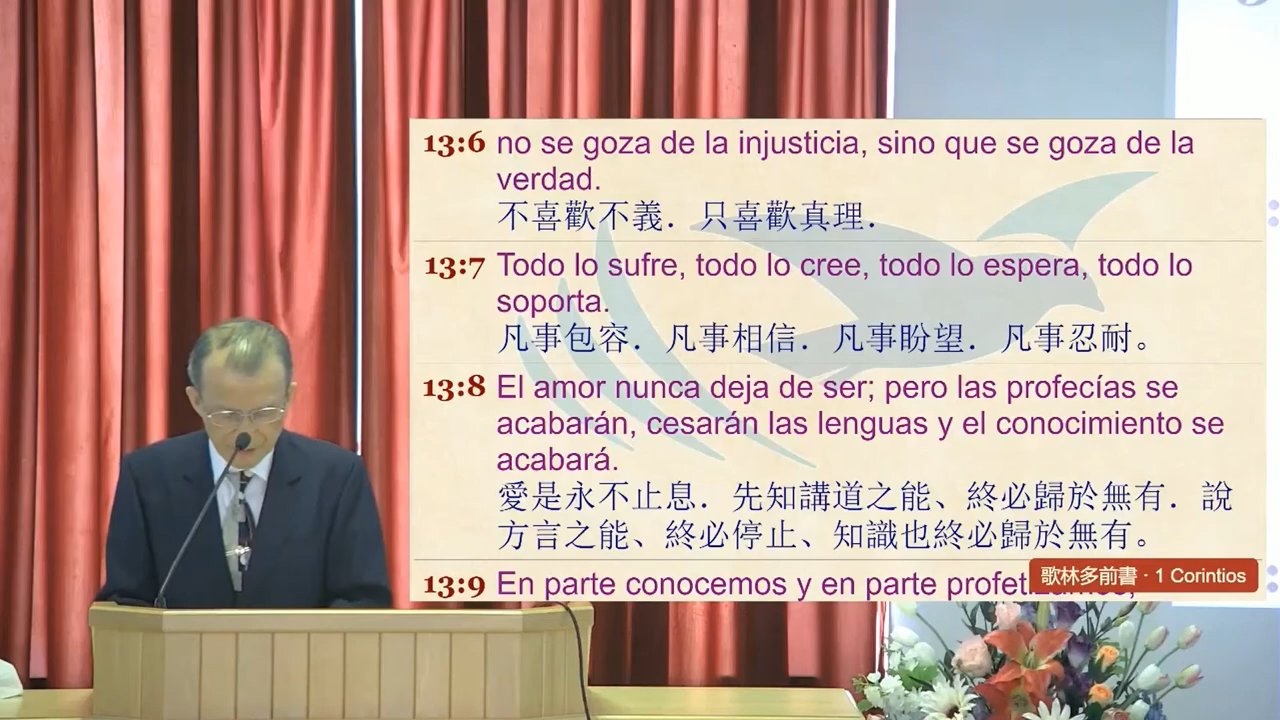 13:6 no se goza de la injusticia, sino que se goza de la
verdad.
不喜歡不義．只喜歡真理．
13:7 Todo lo sufre, todo lo cree, todo lo espera, todo lo
soporta.
凡事包容．凡事相信．凡事盼望．凡事忍耐。
13:8 El amor nunca deja de ser; pero las profecías se
acabarán, cesarán las lenguas y el conocimiento se
acabará.
愛是永不止息．先知講道之能、終必歸於無有．說
方言之能、終必停止、知識也終必歸於無有。
13:9 En parte conocemos y en parte
歌林多前書 · 1 Corintios